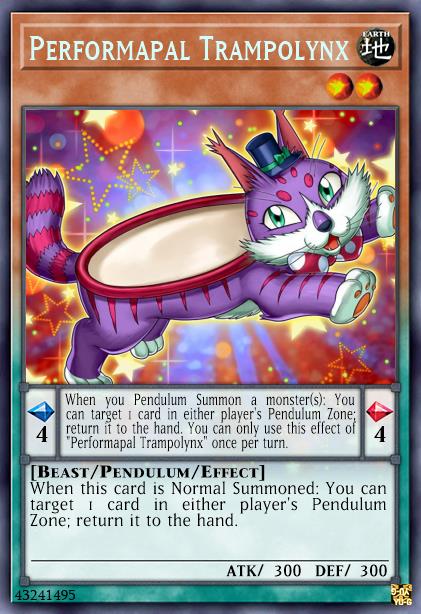 Performapal Trampolynx
EARTH
地
4
When you Pendulum Summon a monster(s): You
can target 1 card in either player's Pendulum Zone;
return it to the hand. You can only use this effect of
"Performapal Trampolynx" once per turn.
4
[Beast/Pendulum/Effect]
When this card is Normal Summoned: You can
target 1 card in either player's Pendulum
Zone; return it to the hand.
ATK/ 300 DEF/ 300
43241495